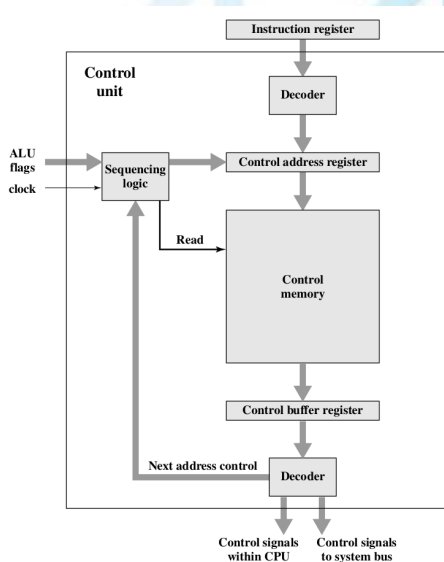 Instruction register
Control
unit
Decoder
ALU
flags
clock
Sequencing
logic
Control address register
Read
Control
memory
Control buffer register
Next address control
Decoder
Control signals
within CPU
Control signals
to system bus